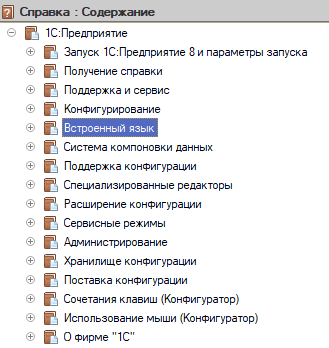 Справка : Содержание
1С:Предприятие
Запуск 1С:Предприятие 8 и параметры запуска
Получение справки
Поддержка и сервис
Конфигурирование
Встроенный язык
Система компоновки данных
Поддержка конфигурации
Специализированные редакторы
Расширение конфигурации
Сервисные режимы
Администрирование
Хранилище конфигурации
Поставка конфигурации
Сочетания клавиш (Конфигуратор)
Использование мыши (Конфигуратор)
О фирме "1С"